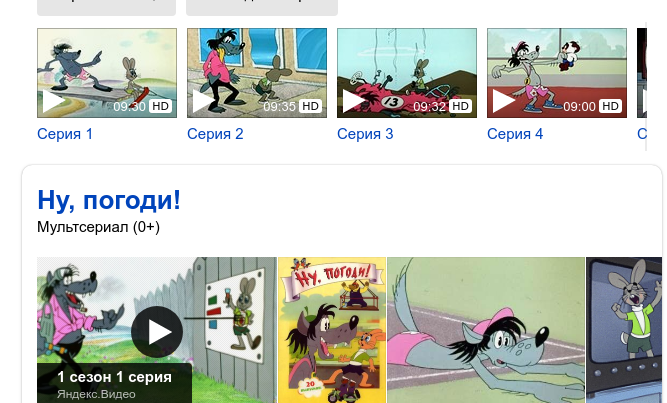 09:30 HD
09:35 HD
09:32 HD
09:00 HD
13
Серия 1
Серия 2
Серия 3
Серия 4
С
Ну, погоди!
Мультсериал (0+)
Ну, погоди!
20
1 сезон 1 серия
Яндекс.Видео